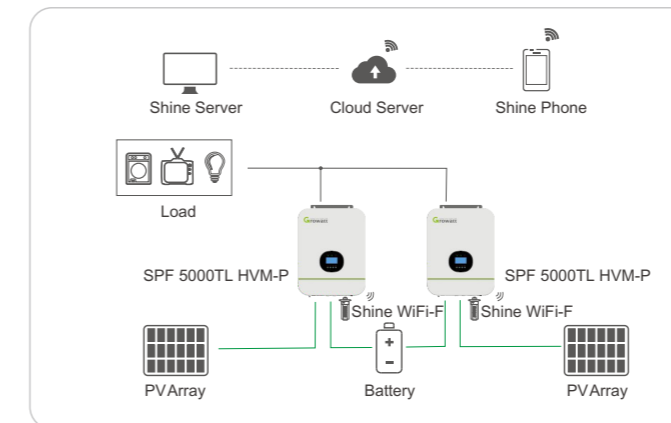 Shine Server Cloud Server Shine Phone
Load
SPF 5000TL HVM-P SPF 5000TL HVM-P
Shine WiFi-F Shine WiFi-F
PV Array Battery PV Array